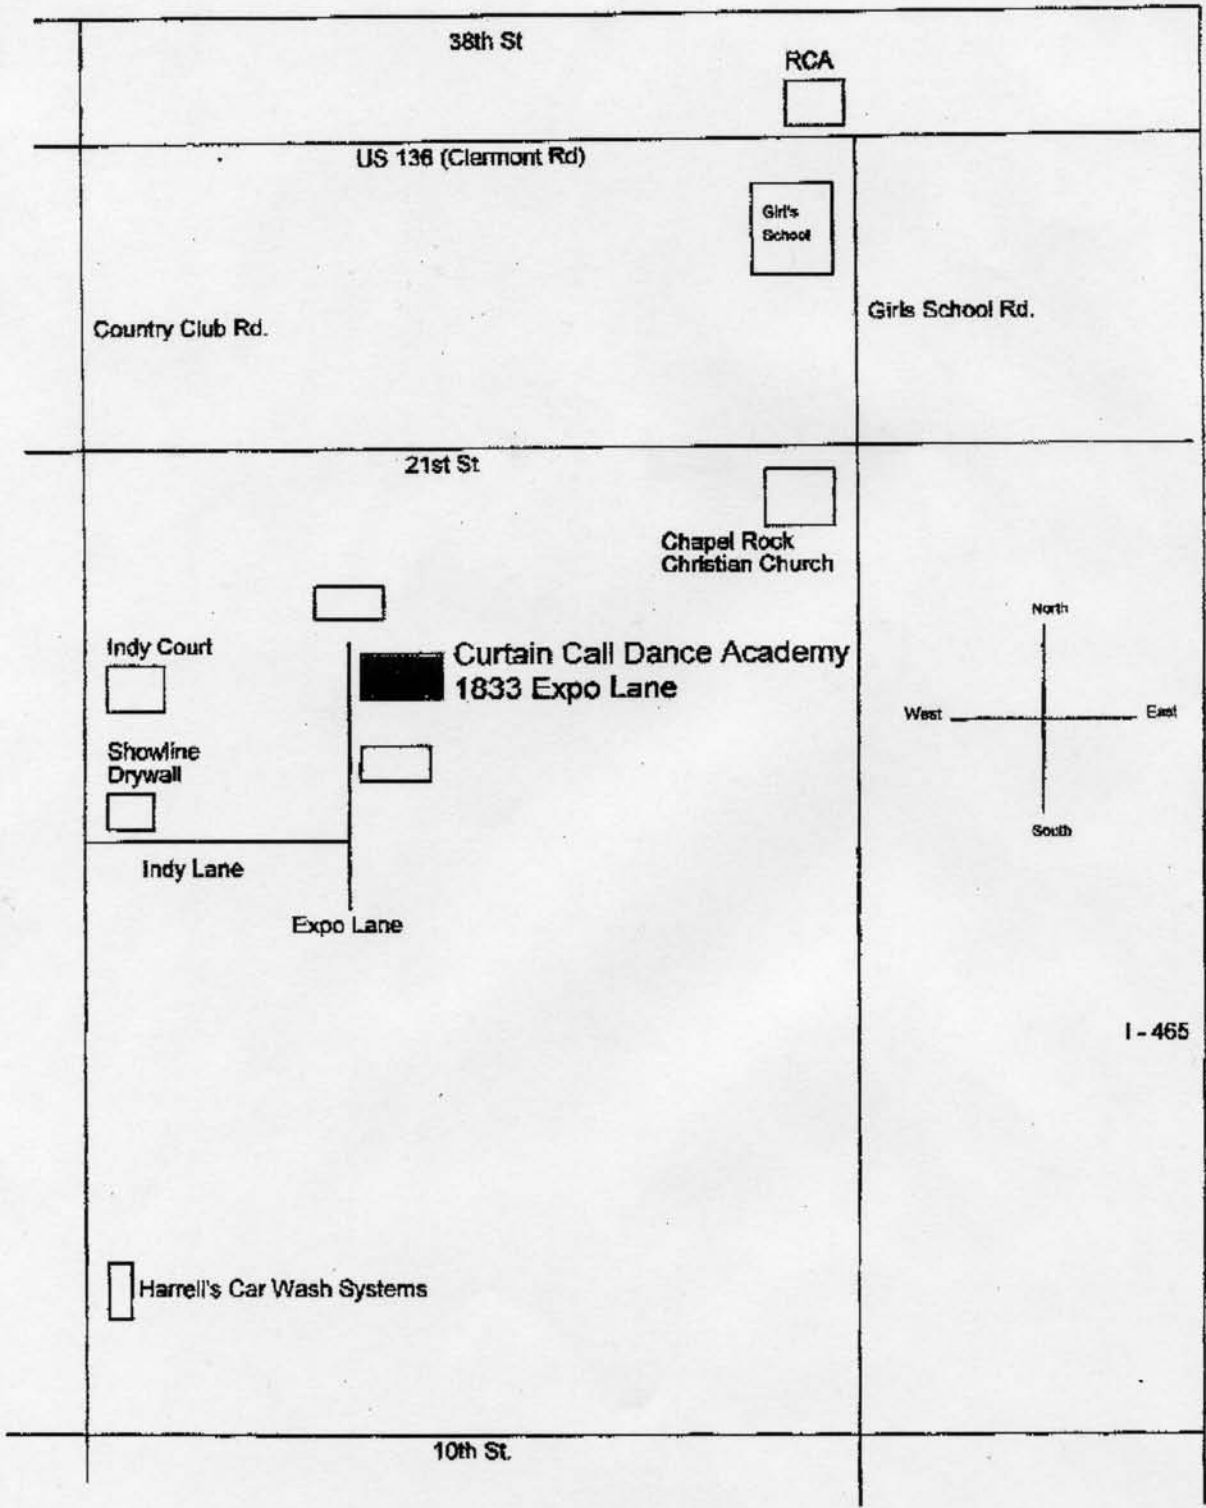 38th St
RCA
US 136 (Clermont Rd)
Girl's
School
Girls School Rd.
Country Club Rd.
21st St
Chapel Rock
Christian Church
North
Indy Court
Curtain Call Dance Academy
1833 Expo Lane
West
East
Showline
Drywall
South
Indy Lane
Expo Lane
I - 465
Harrell's Car Wash Systems
10th St.